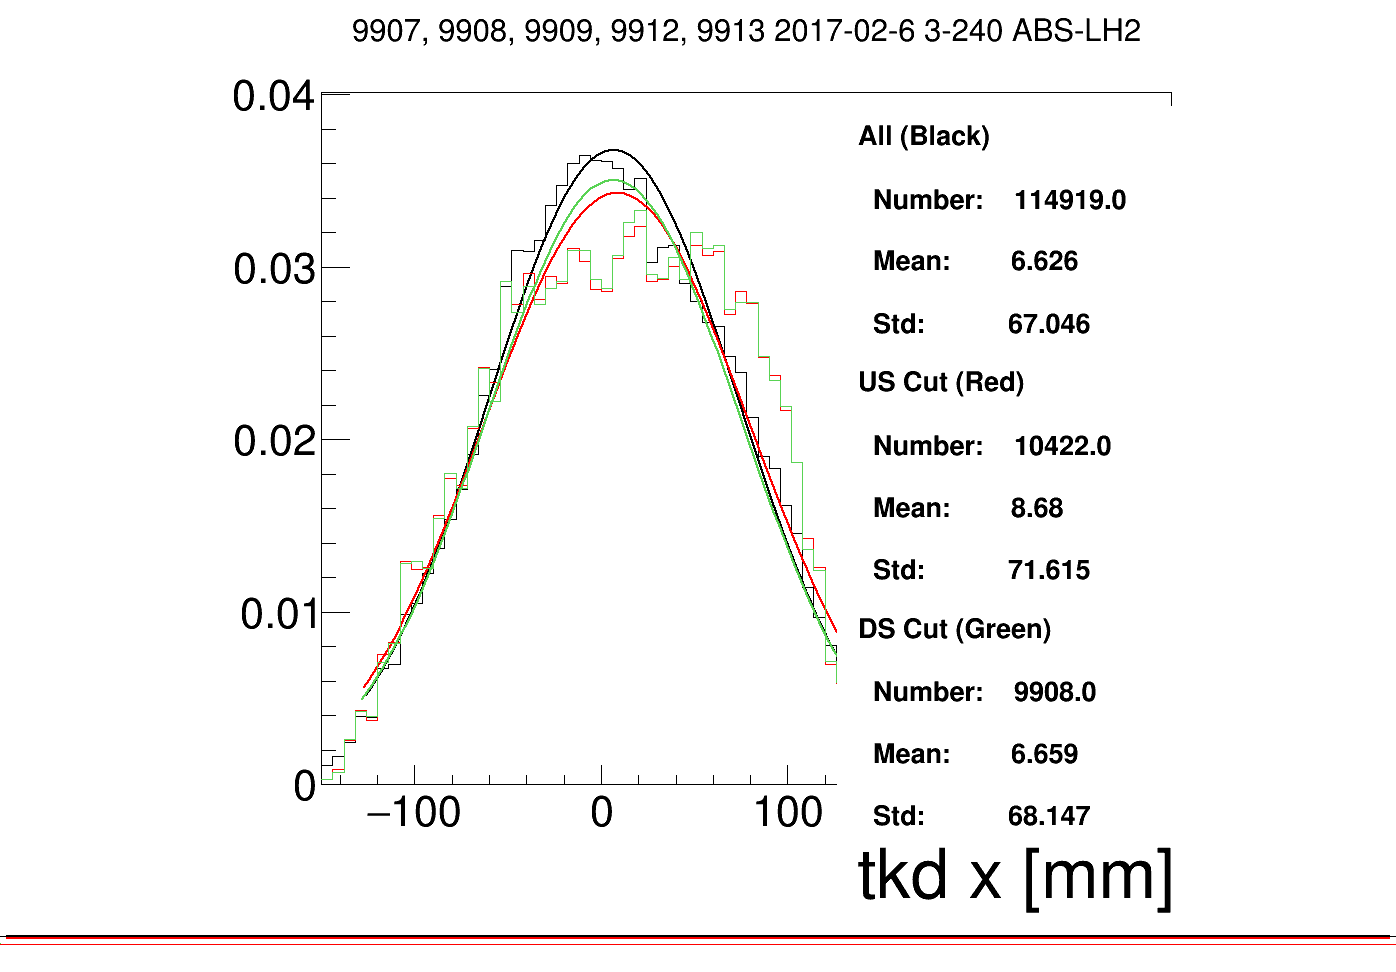 9907, 9908, 9909, 9912, 9913 2017-02-6 3-240 ABS-LH2
0.04
0.03
0.02
0.01
0
−100 0 100
All (Black)
Number: 114919.0
Mean: 6.626
Std: 67.046
US Cut (Red)
Number: 10422.0
Mean: 8.68
Std: 71.615
DS Cut (Green)
Number: 9908.0
Mean: 6.659
Std: 68.147
tkd x [mm]